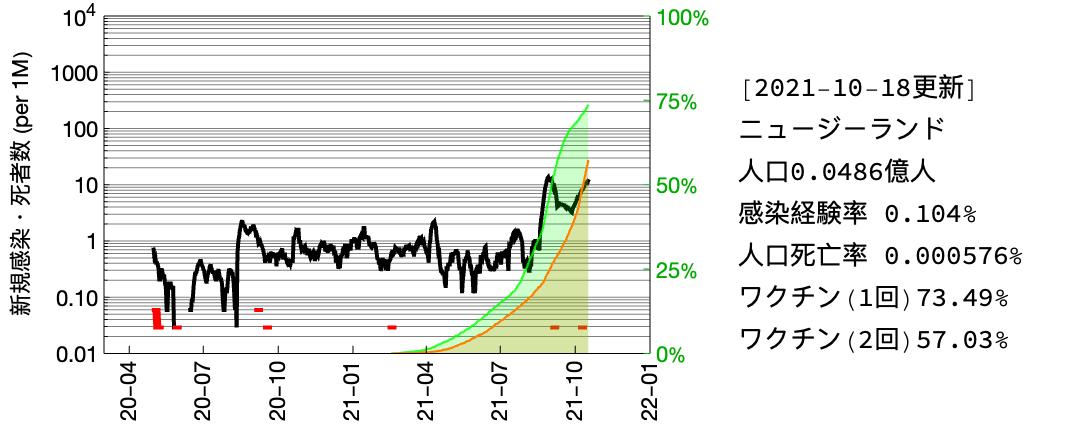 10^4
1000
100
10
1
0.10
0.01
新規感染・死者数 (per 1M)
100%
75%
50%
25%
0%
20-04
20-07
20-10
21-01
21-04
21-07
21-10
22-01
[2021-10-18更新]
ニュージーランド
人口0.0486億人
感染経験率 0.104%
人口死亡率 0.000576%
ワクチン(1回)73.49%
ワクチン(2回)57.03%